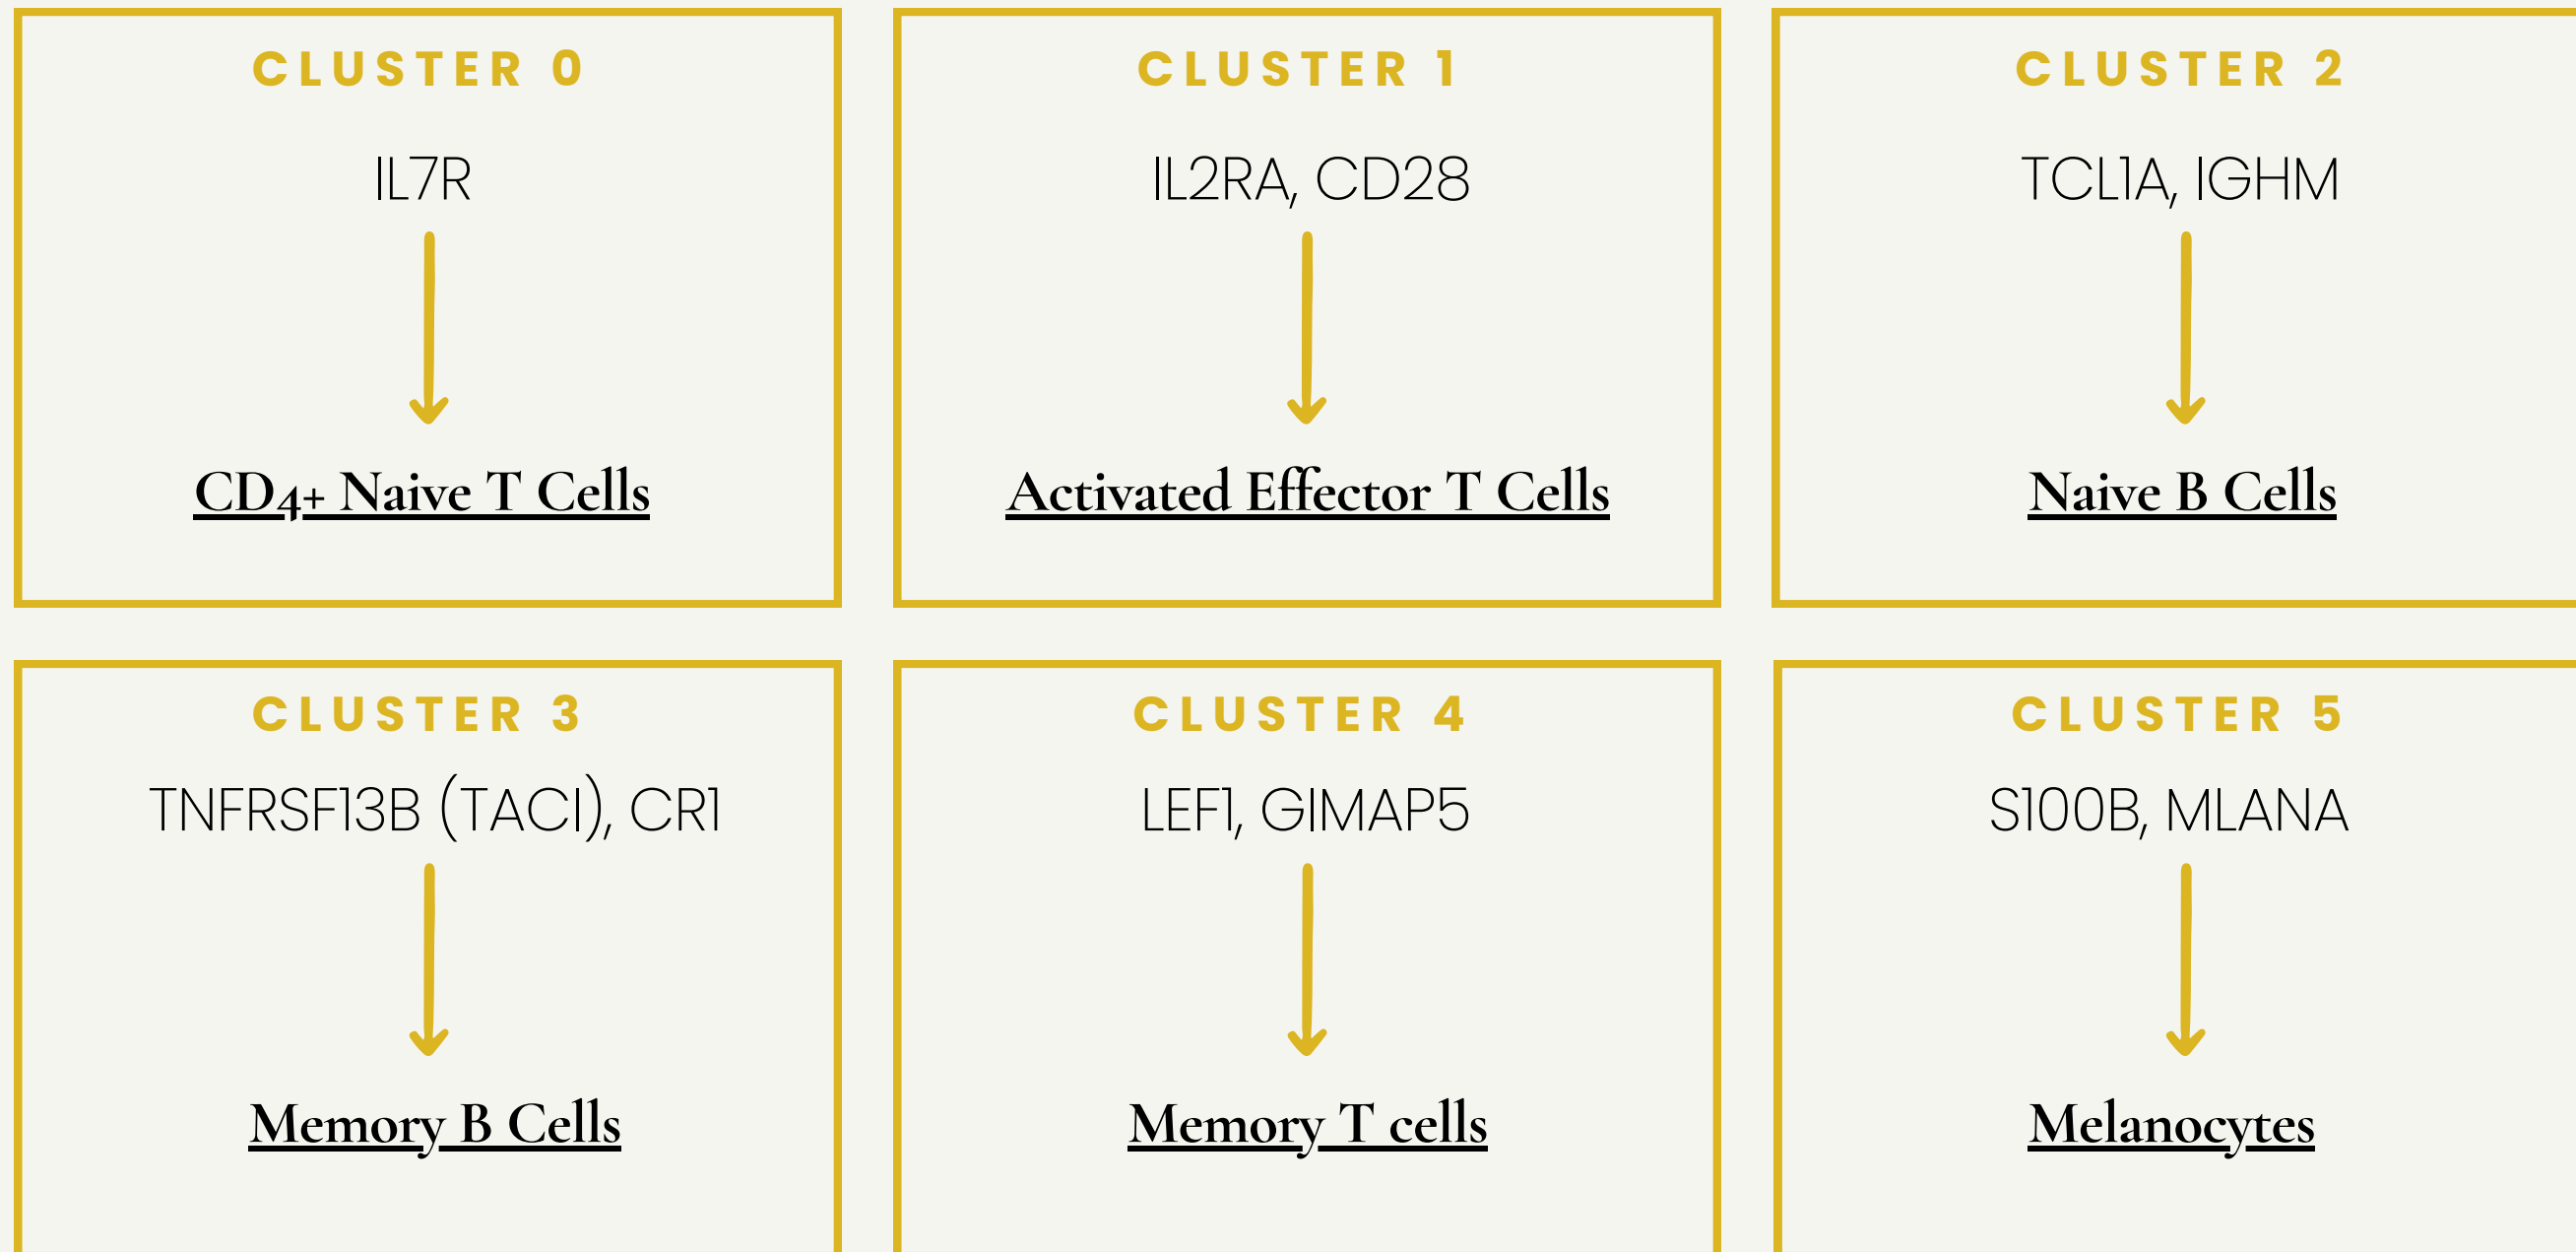 CLUSTER 0
IL7R
CD4+ Naive T Cells
CLUSTER 1
IL2RA, CD28
Activated Effector T Cells
CLUSTER 2
TCL1A, IGHM
Naive B Cells
CLUSTER 3
TNFRSF13B (TACI), CR1
Memory B Cells
CLUSTER 4
LEF1, GIMAP5
Memory T cells
CLUSTER 5
S100B, MLANA
Melanocytes